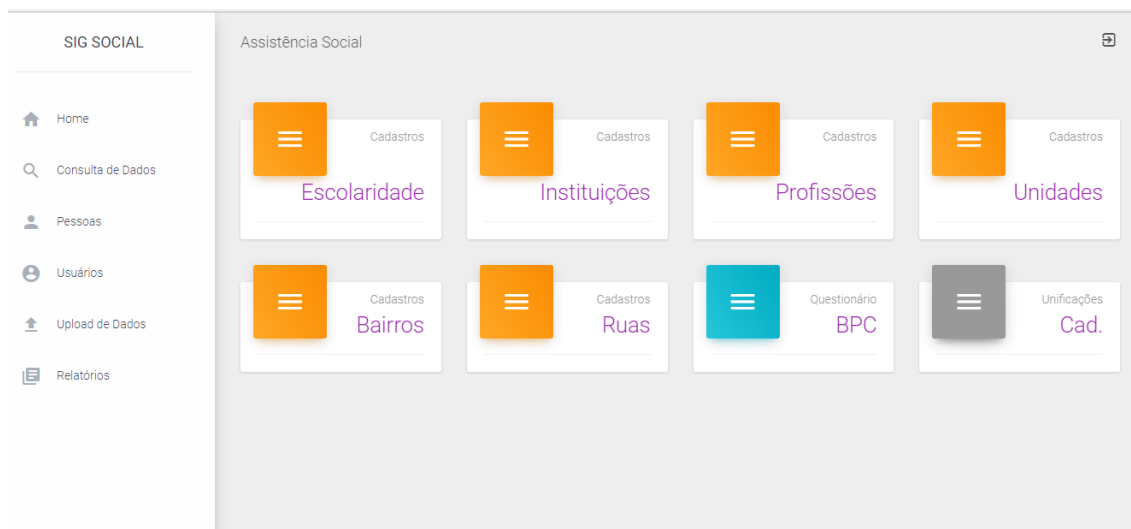 SIG SOCIAL
Home
Consulta de Dados
Pessoas
Usuários
Upload de Dados
Relatórios
Assistência Social
Cadastros
Escolaridade
Cadastros
Instituições
Cadastros
Profissões
Cadastros
Unidades
Cadastros
Bairros
Cadastros
Ruas
Questionário
BPC
Unificações
Cad.